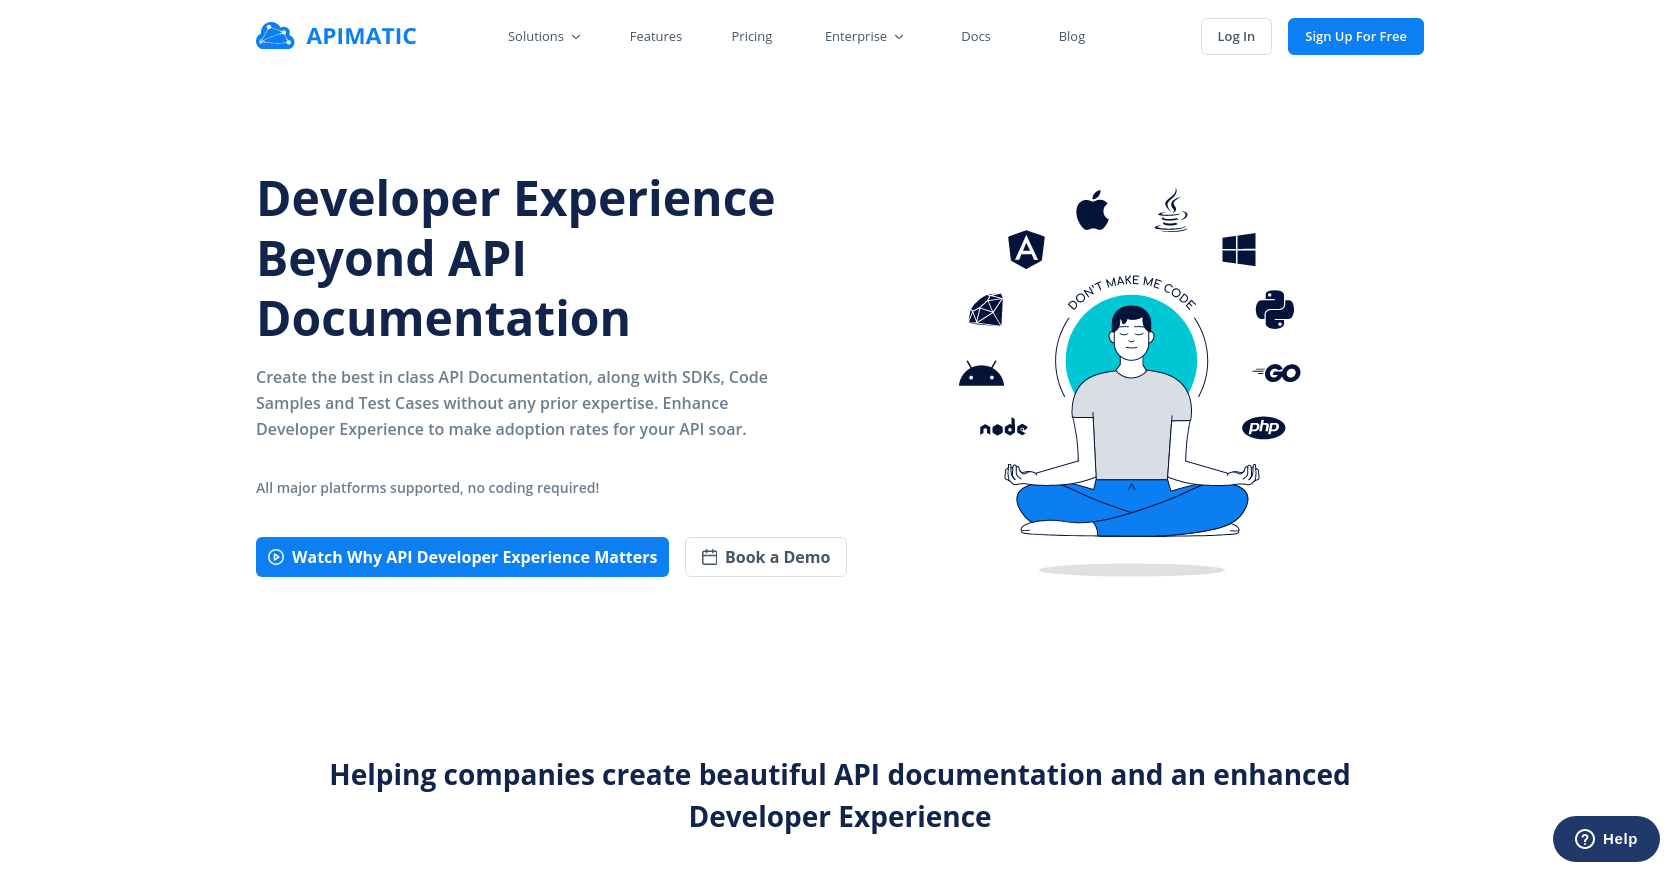 APIMATIC
Solutions
Features
Pricing
Enterprise
Docs
Blog
Log In
Sign Up For Free
Developer Experience
Beyond API
Documentation
Create the best in class API Documentation, along with SDKs, Code
Samples and Test Cases without any prior expertise. Enhance
Developer Experience to make adoption rates for your API soar.
All major platforms supported, no coding required!
Watch Why API Developer Experience Matters
Book a Demo
DON'T MAKE ME CODE
GO
node
php
Helping companies create beautiful API documentation and an enhanced
Developer Experience
Help